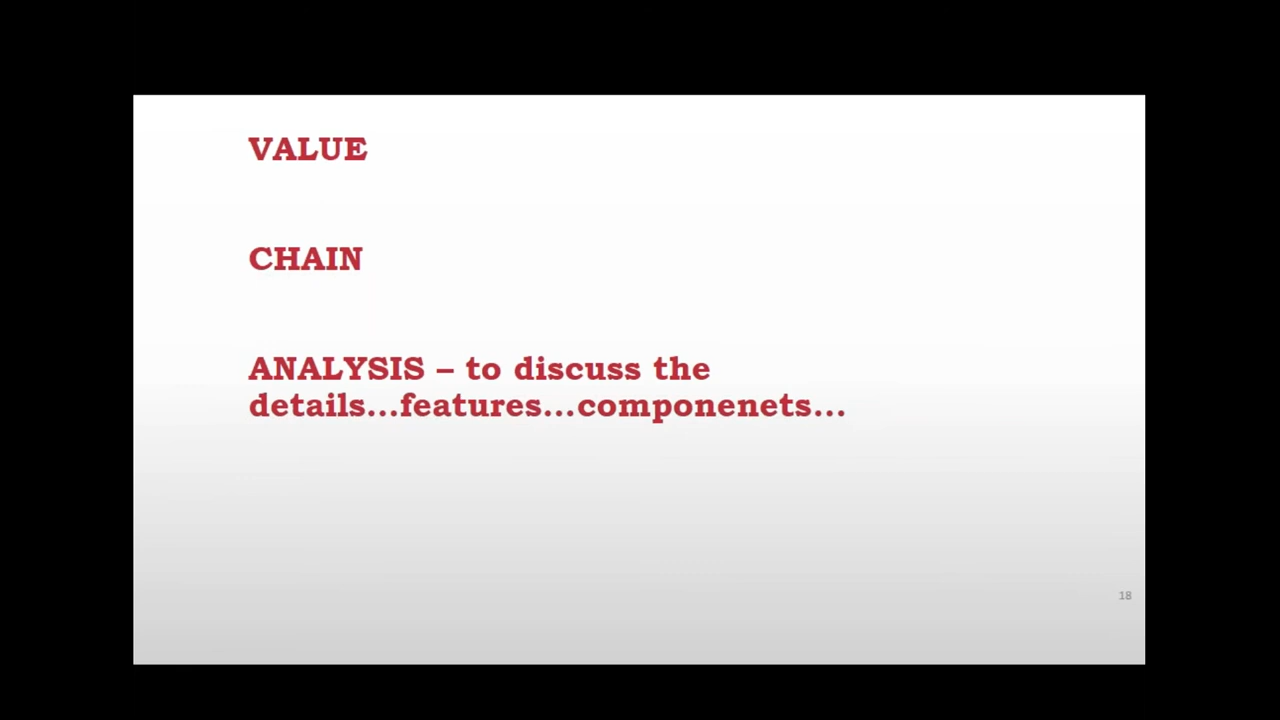 VALUE
CHAIN
ANALYSIS – to discuss the
details...features...componenets...
18